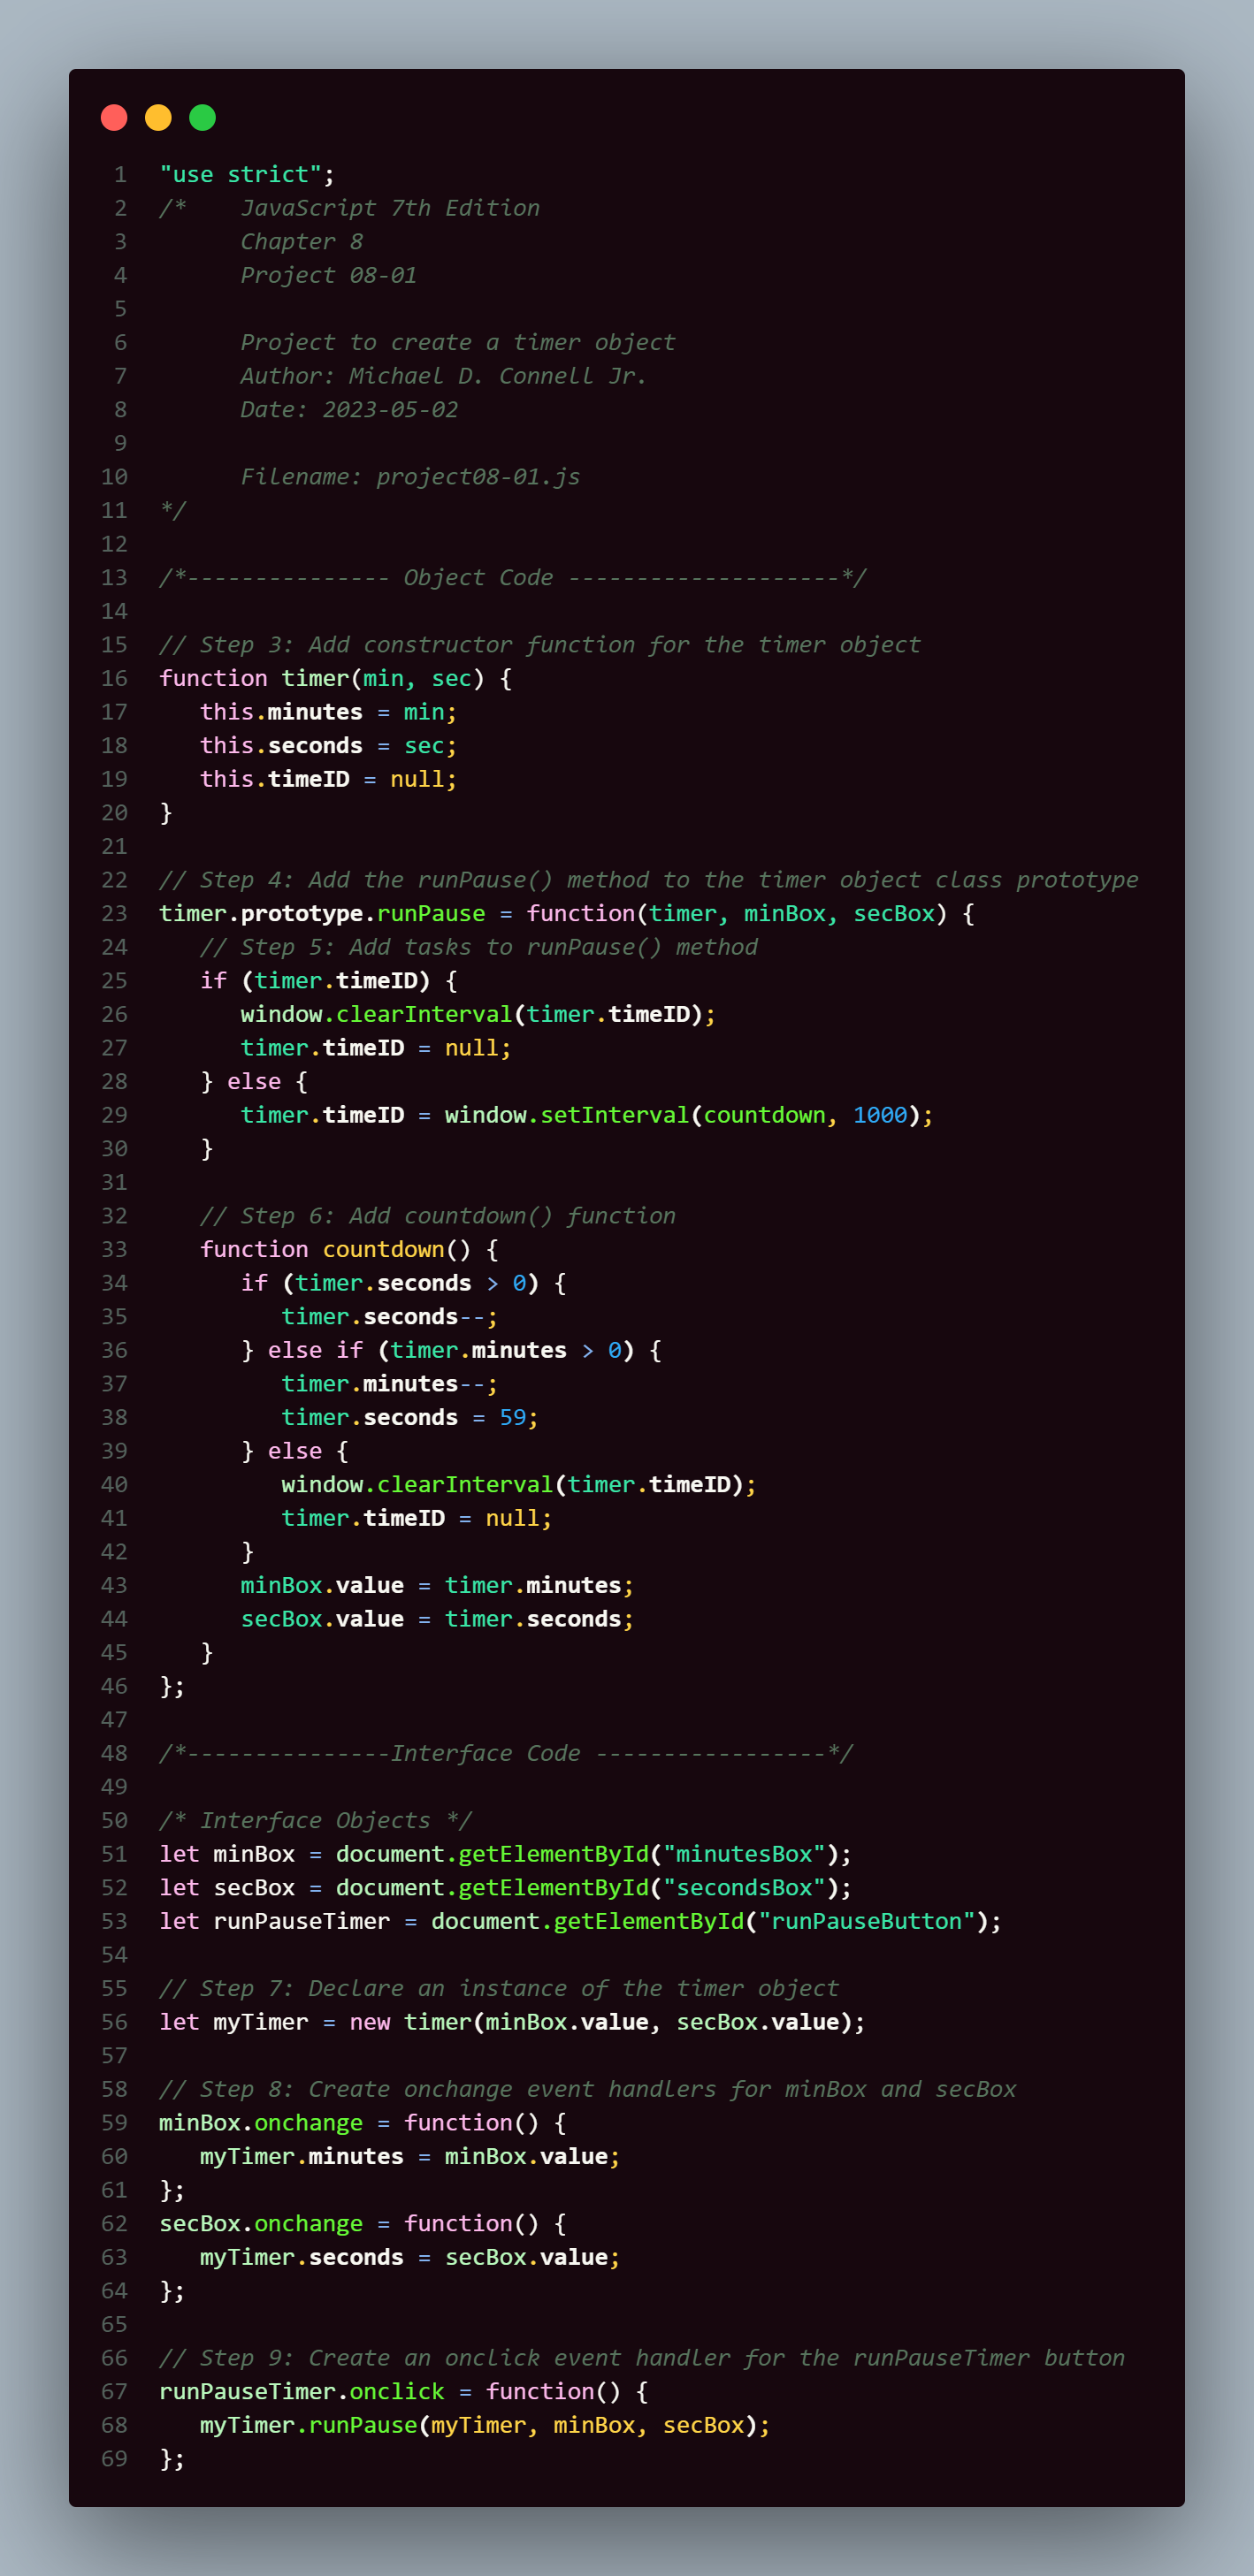 1 "use strict";
2 /*    JavaScript 7th Edition
3       Chapter 8
4       Project 08-01
5
6       Project to create a timer object
7       Author: Michael D. Connell Jr.
8       Date: 2023-05-02
9
10       Filename: project08-01.js
11 */
12
13 /*--------------- Object Code --------------------*/
14
15 // Step 3: Add constructor function for the timer object
16 function timer(min, sec) {
17    this.minutes = min;
18    this.seconds = sec;
19    this.timeID = null;
20 }
21
22 // Step 4: Add the runPause() method to the timer object class prototype
23 timer.prototype.runPause = function(timer, minBox, secBox) {
24    // Step 5: Add tasks to runPause() method
25    if (timer.timeID) {
26       window.clearInterval(timer.timeID);
27       timer.timeID = null;
28    } else {
29       timer.timeID = window.setInterval(countdown, 1000);
30    }
31
32    // Step 6: Add countdown() function
33    function countdown() {
34       if (timer.seconds > 0) {
35          timer.seconds--;
36       } else if (timer.minutes > 0) {
37          timer.minutes--;
38          timer.seconds = 59;
39       } else {
40          window.clearInterval(timer.timeID);
41          timer.timeID = null;
42       }
43       minBox.value = timer.minutes;
44       secBox.value = timer.seconds;
45    }
46 };
47
48 /*---------------Interface Code -----------------*/
49
50 /* Interface Objects */
51 let minBox = document.getElementById("minutesBox");
52 let secBox = document.getElementById("secondsBox");
53 let runPauseTimer = document.getElementById("runPauseButton");
54
55 // Step 7: Declare an instance of the timer object
56 let myTimer = new timer(minBox.value, secBox.value);
57
58 // Step 8: Create onchange event handlers for minBox and secBox
59 minBox.onchange = function() {
60    myTimer.minutes = minBox.value;
61 };
62 secBox.onchange = function() {
63    myTimer.seconds = secBox.value;
64 };
65
66 // Step 9: Create an onclick event handler for the runPauseTimer button
67 runPauseTimer.onclick = function() {
68    myTimer.runPause(myTimer, minBox, secBox);
69 };